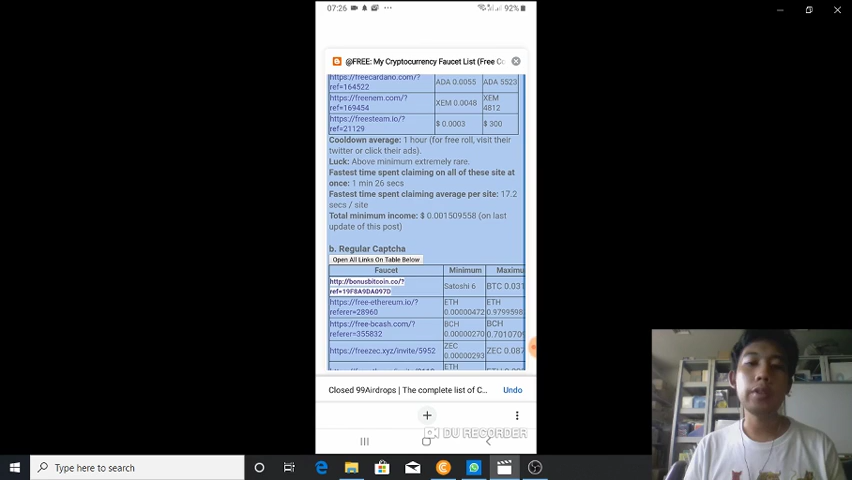 07:26
92%
@FREE: My Cryptocurrency Faucet List (Free C
https://freecardano.com/? ADA 0.0055 ADA 5523
ref=164522
https://freenem.com/? XEM 0.0048 XEM
ref=169454 4812
https://freesteam.io/? $ 0.0003 $ 300
ref=21129
Cooldown average: 1 hour (for free roll, visit their
twitter or click their ads).
Luck: Above minimum extremely rare.
Fastest time spent claiming on all of these site at
once: 1 min 26 secs
Fastest time spent claiming average per site: 17.2
secs / site
Total minimum income: $ 0.001509558 (on last
update of this post)
b. Regular Captcha
Open All Links On Table Below
Faucet Minimum Maximu
http://bonusbitcoin.co/? Satoshi 6 BTC 0.031
ref=19F8A9DA097D
https://free-ethereum.io/? ETH ETH
referer=28960 0.00000472 0.9799598
https://free-bcash.com/? BCH BCH
referer=355832 0.00000270 0.7010709
https://freezec.xyz/invite/5952 ZEC ZEC 0.087
0.00000293
ETH
Closed 99Airdrops | The complete list of C... Undo
DU RECORDER
Type here to search